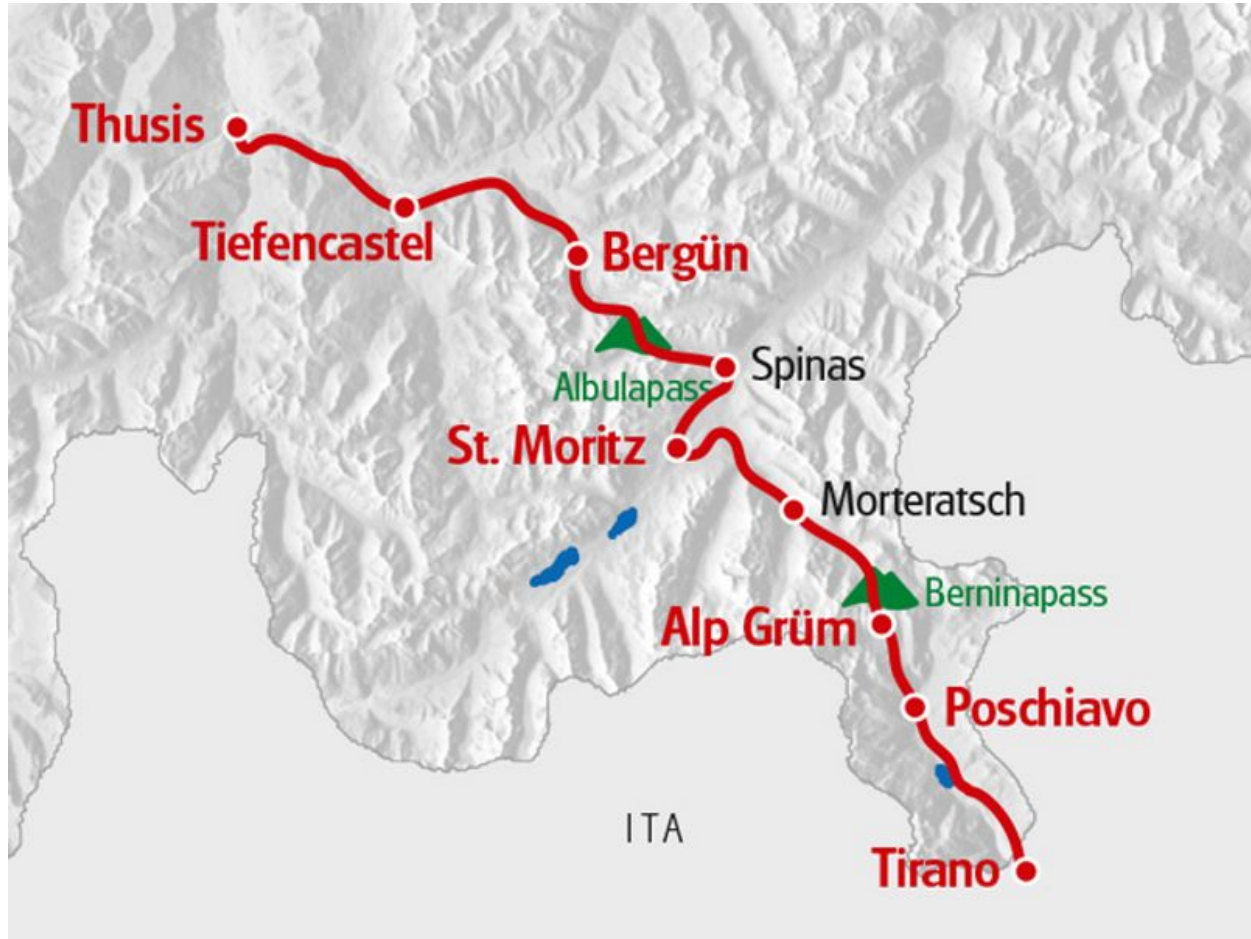 Thusis
Tiefencastel
Bergün
Spinas
Albulapass
St. Moritz
Morteratsch
Berninapass
Alp Grüm
Poschiavo
ITA
Tirano